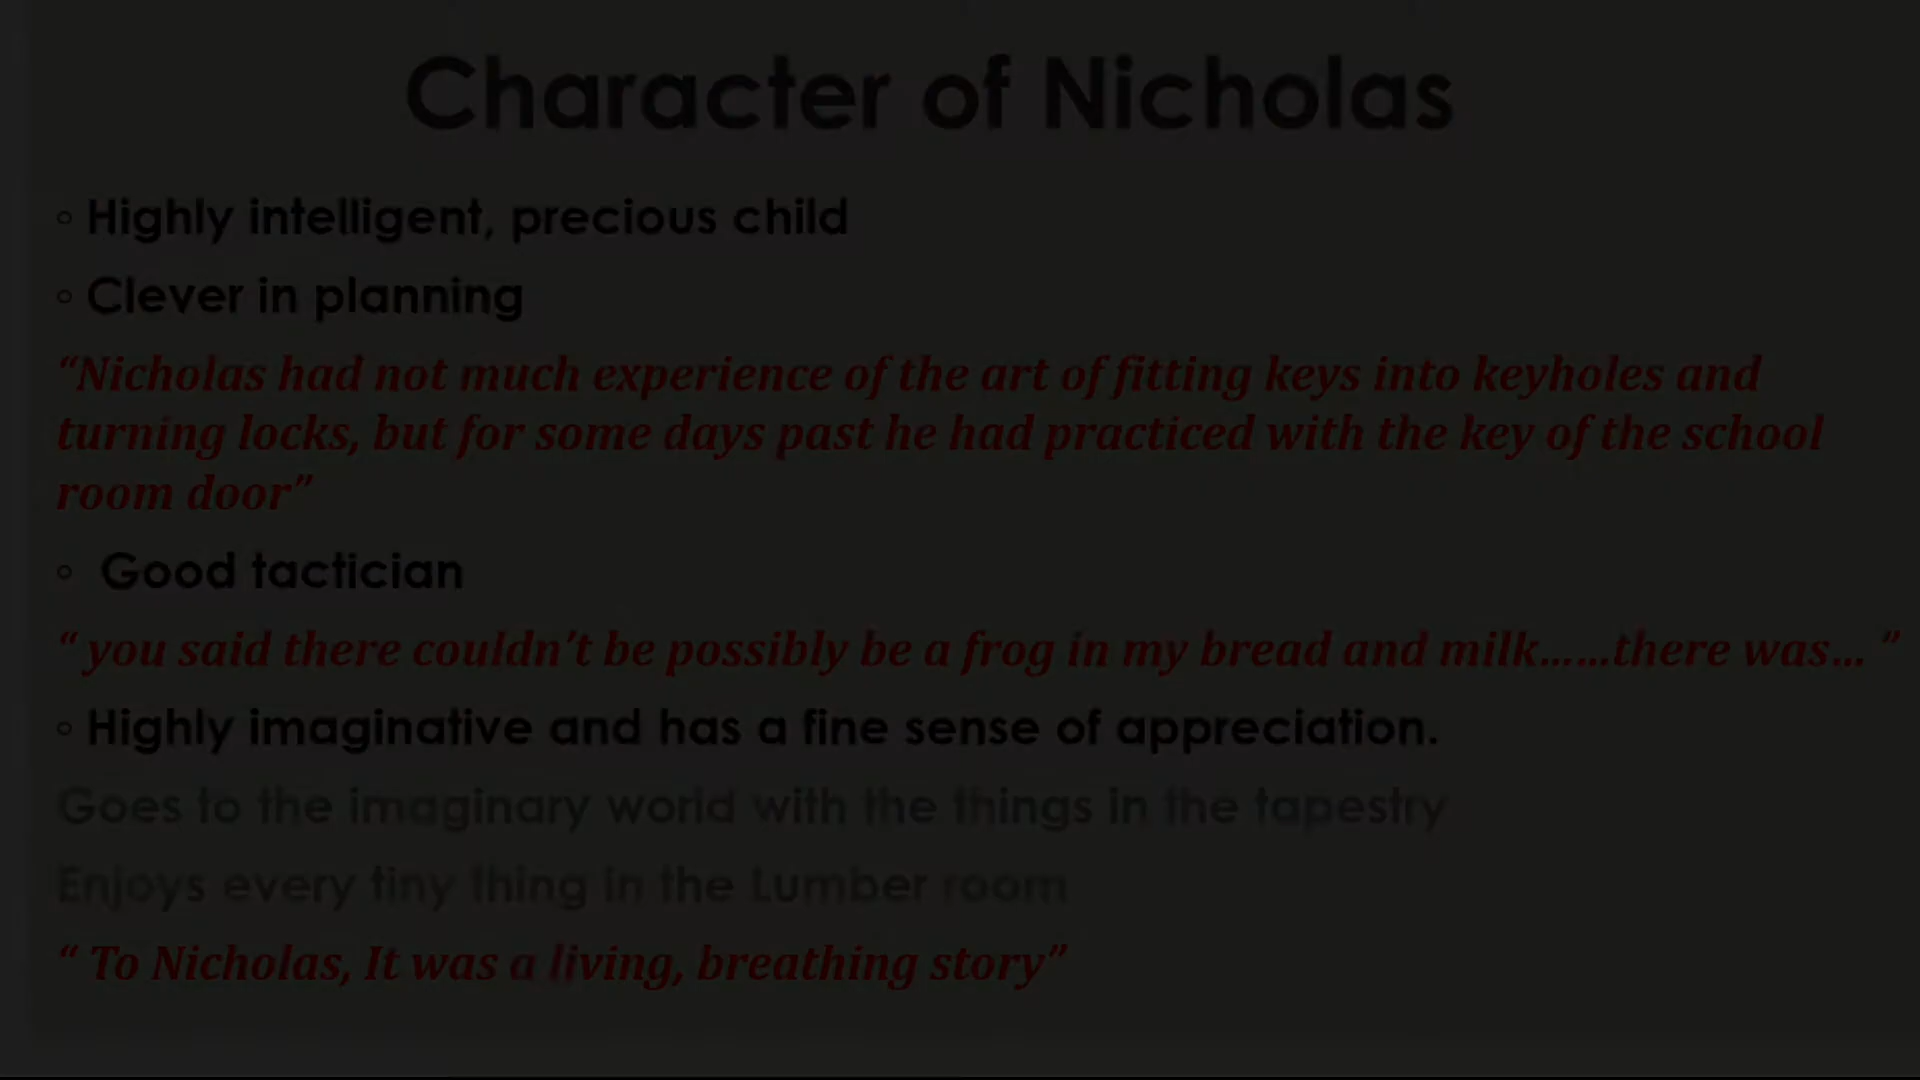 Character of Nicholas
◦ Highly intelligent, precious child
◦ Clever in planning
“Nicholas had not much experience of the art of fitting keys into keyholes and
turning locks, but for some days past he had practiced with the key of the school
room door”
◦ Good tactician
“ you said there couldn't be possibly be a frog in my bread and milk……there was… ”
◦ Highly imaginative and has a fine sense of appreciation.
Goes to the imaginary world with the things in the tapestry
Enjoys every tiny thing in the Lumber room
“ To Nicholas, It was a living, breathing story”